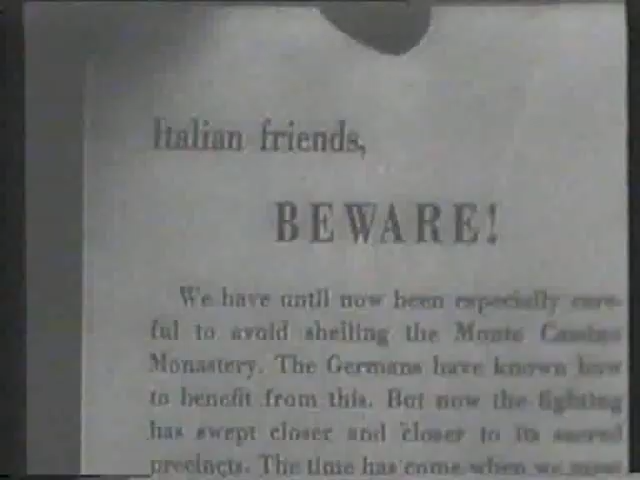 Italian friends,
BEWARE!
We have until now been especially care-
ful to avoid shelling the Monte Cassino
Monastery. The Germans have known how
to benefit from this. But now the fighting
has swept closer and closer to its sacred
precincts. The time has come when we must